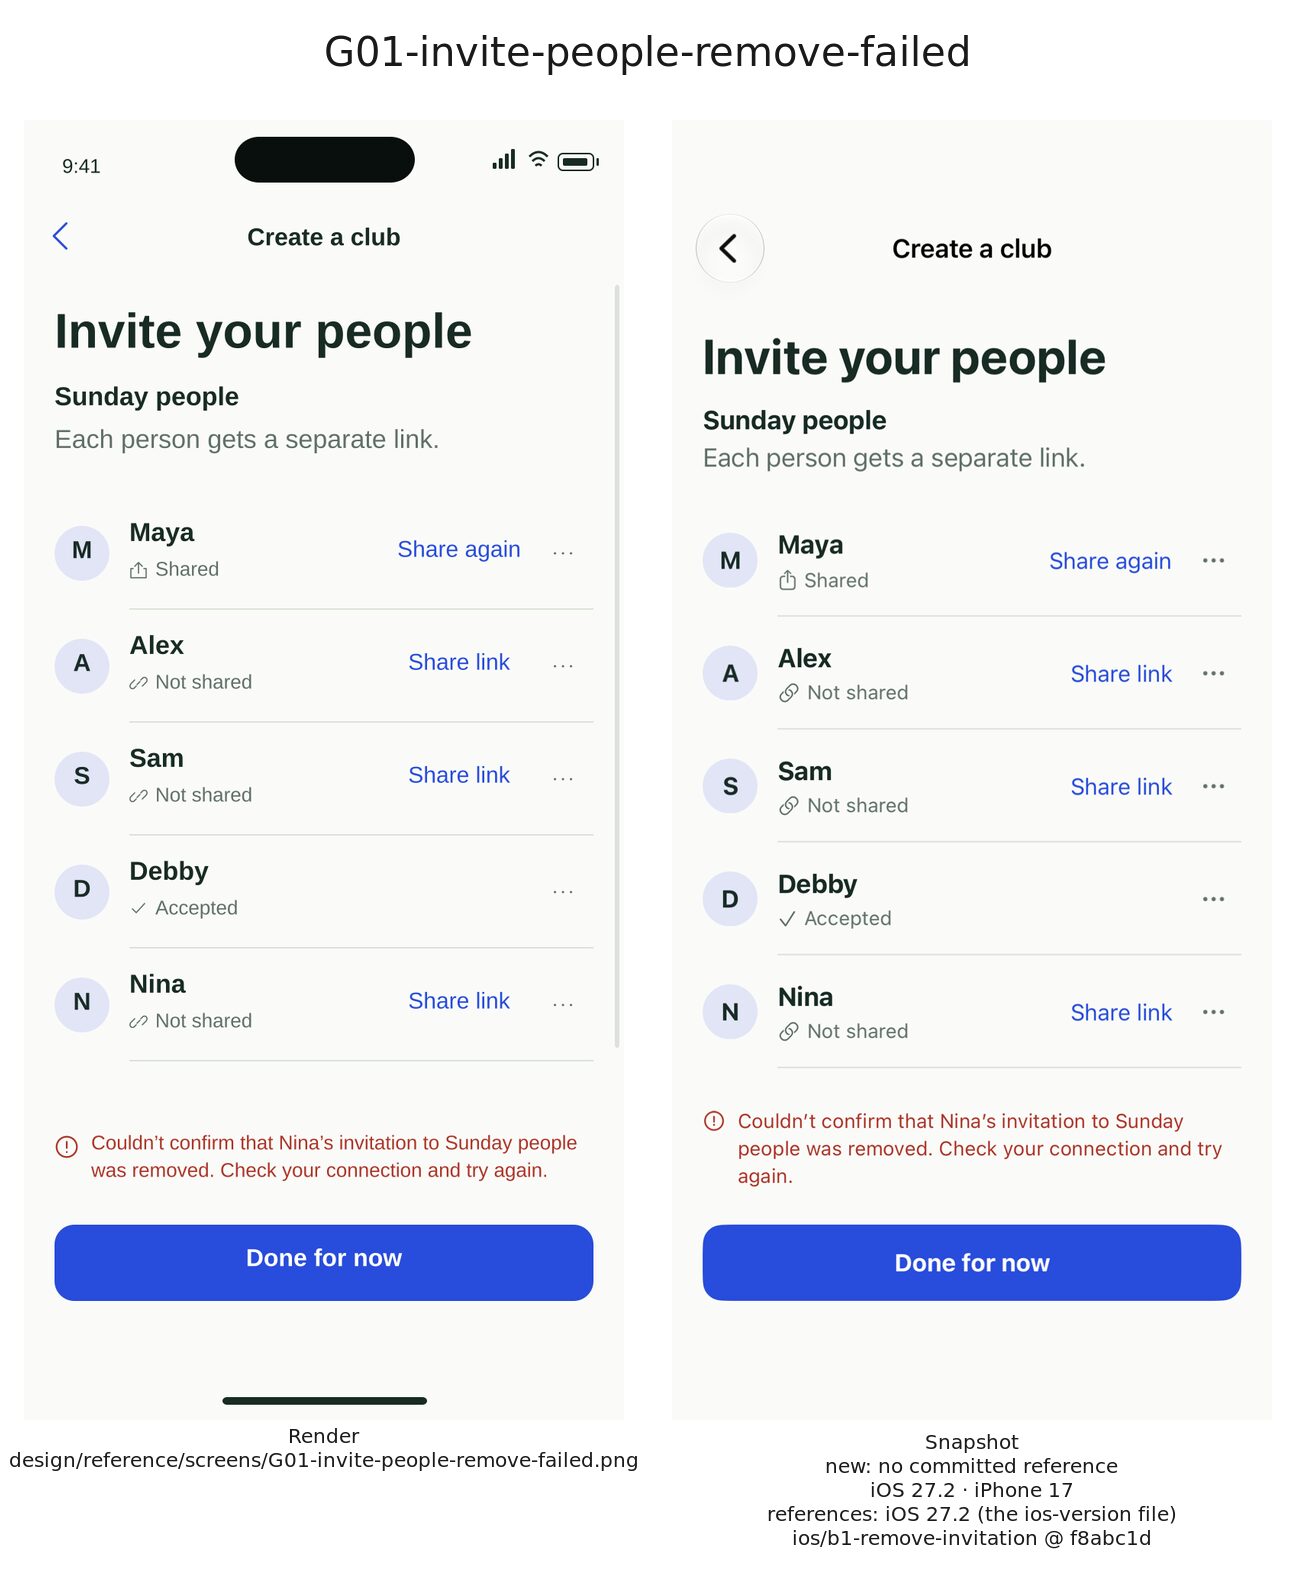 G01-invite-people-remove-failed
9:41
Create a club
Invite your people
Sunday people
Each person gets a separate link.
M
Maya
Shared
Share again
...
A
Alex
Not shared
Share link
...
S
Sam
Not shared
Share link
...
D
Debby
Accepted
...
N
Nina
Not shared
Share link
...
Couldn’t confirm that Nina’s invitation to Sunday people
was removed. Check your connection and try again.
Done for now
Render
design/reference/screens/G01-invite-people-remove-failed.png
Create a club
Invite your people
Sunday people
Each person gets a separate link.
M
Maya
Shared
Share again
...
A
Alex
Not shared
Share link
...
S
Sam
Not shared
Share link
...
D
Debby
Accepted
...
N
Nina
Not shared
Share link
...
Couldn’t confirm that Nina’s invitation to Sunday
people was removed. Check your connection and try
again.
Done for now
Snapshot
new: no committed reference
iOS 27.2 · iPhone 17
references: iOS 27.2 (the ios-version file)
ios/b1-remove-invitation @ f8abc1d